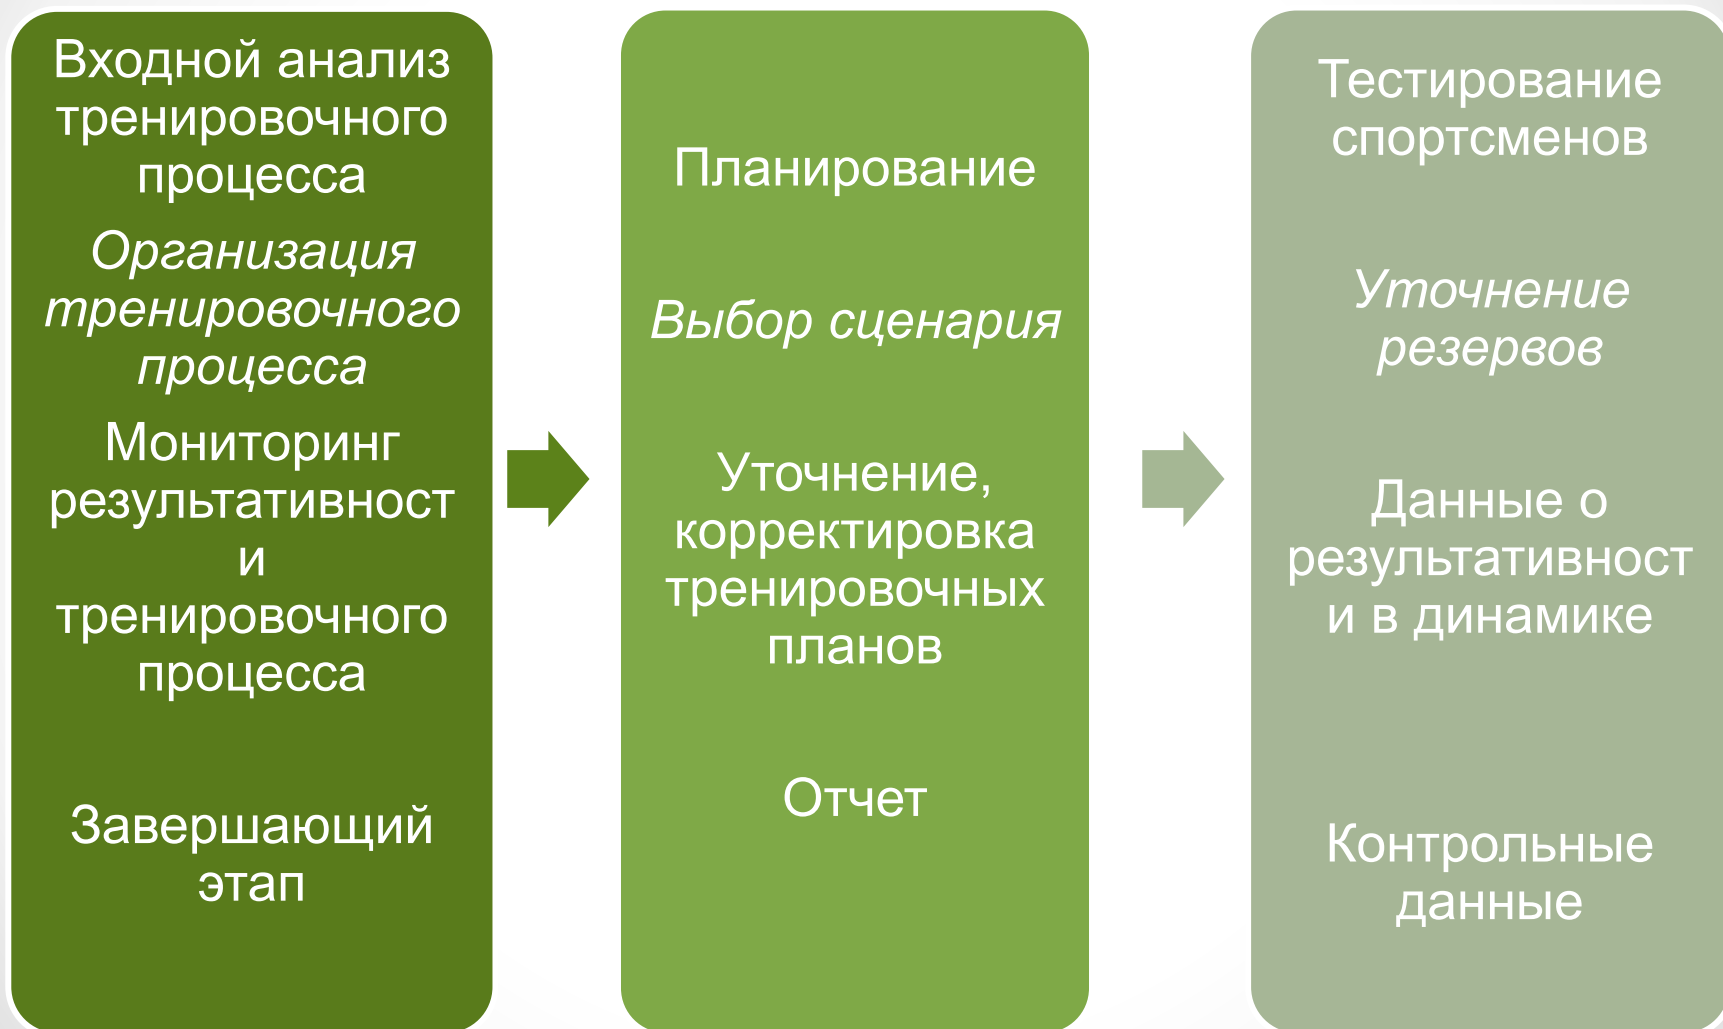 Входной анализ
тренировочного
процесса
Организация
тренировочного
процесса
Мониторинг
результативност
и
тренировочного
процесса
Завершающий
этап
Планирование
Выбор сценария
Уточнение,
корректировка
тренировочных
планов
Отчет
Тестирование
спортсменов
Уточнение
резервов
Данные о
результативност
и в динамике
Контрольные
данные